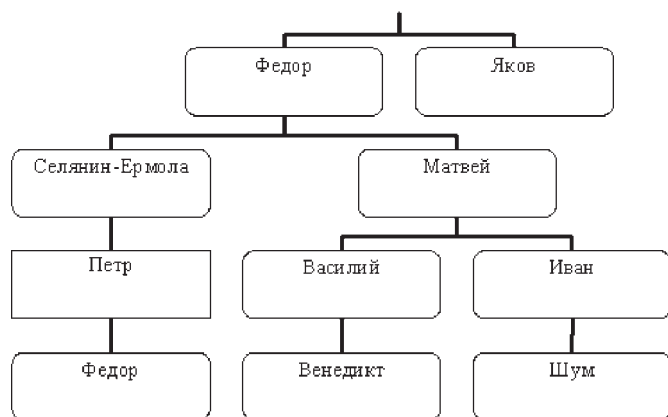 Федор Яков
Селянин-Ермола Матвей
Петр Василий Иван
Федор Венедикт Шум